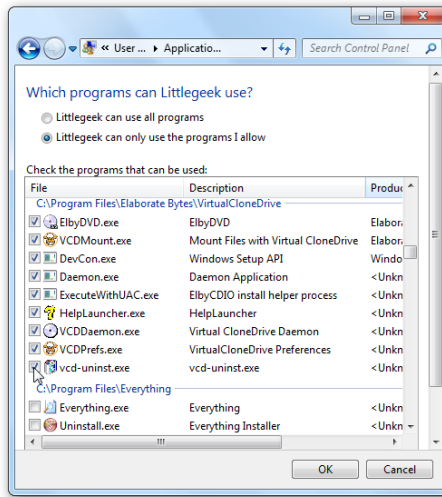 « User ... ▸ Applicatio...
Search Control Panel
Which programs can Littlegeek use?
Littlegeek can use all programs
Littlegeek can only use the programs I allow
Check the programs that can be used:
File Description Produc
C:\Program Files\Elaborate Bytes\VirtualCloneDrive
ElbyDVD.exe ElbyDVD Elabor
VCDMount.exe Mount Files with Virtual CloneDrive Elabor
DevCon.exe Windows Setup API Windo
Daemon.exe Daemon Application <Unkn
ExecuteWithUAC.exe ElbyCDIO install helper process <Unkn
HelpLauncher.exe HelpLauncher <Unkn
VCDDaemon.exe Virtual CloneDrive Daemon <Unkn
VCDPrefs.exe VirtualCloneDrive Preferences <Unkn
vcd-uninst.exe vcd-uninst.exe <Unkn
C:\Program Files\Everything
Everything.exe Everything <Unkn
Uninstall.exe Everything Installer <Unkn
OK Cancel